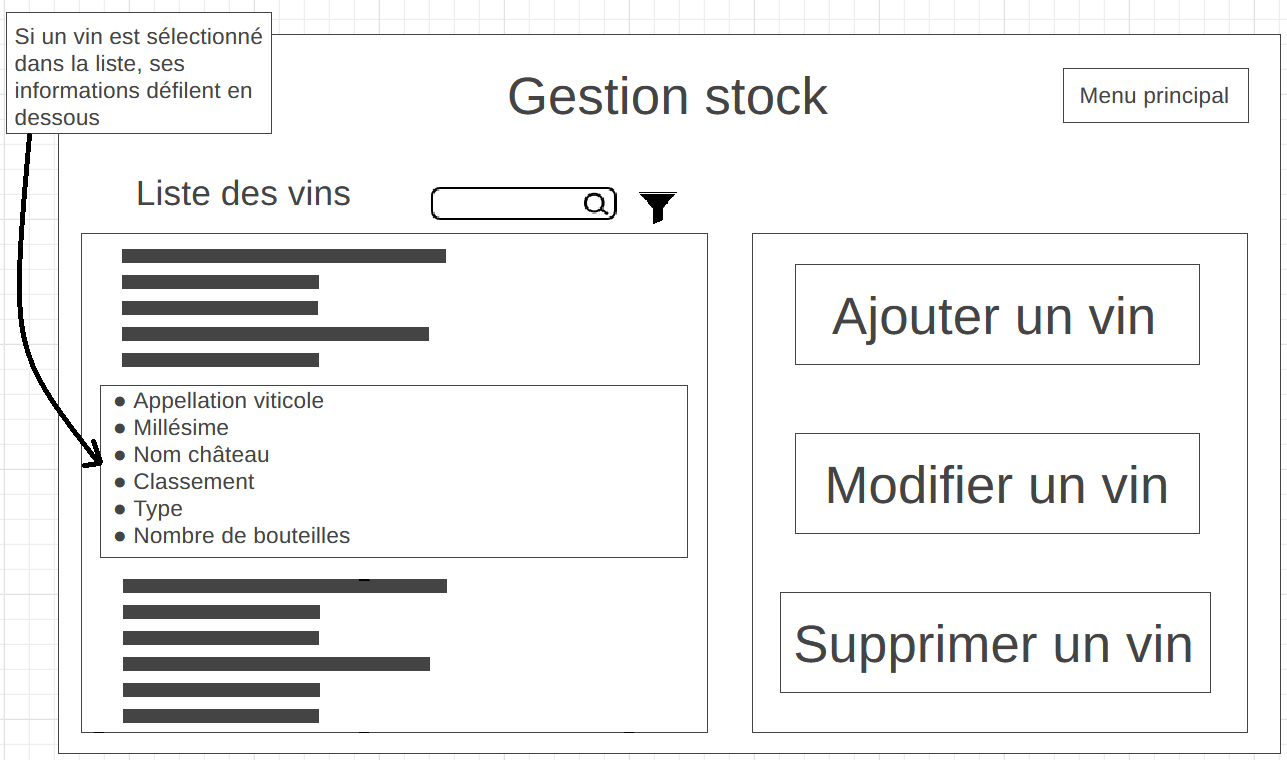 Si un vin est sélectionné
dans la liste, ses
informations défilent en
dessous
Gestion stock
Menu principal
Liste des vins
● Appellation viticole
● Millésime
● Nom château
● Classement
● Type
● Nombre de bouteilles
Ajouter un vin
Modifier un vin
Supprimer un vin